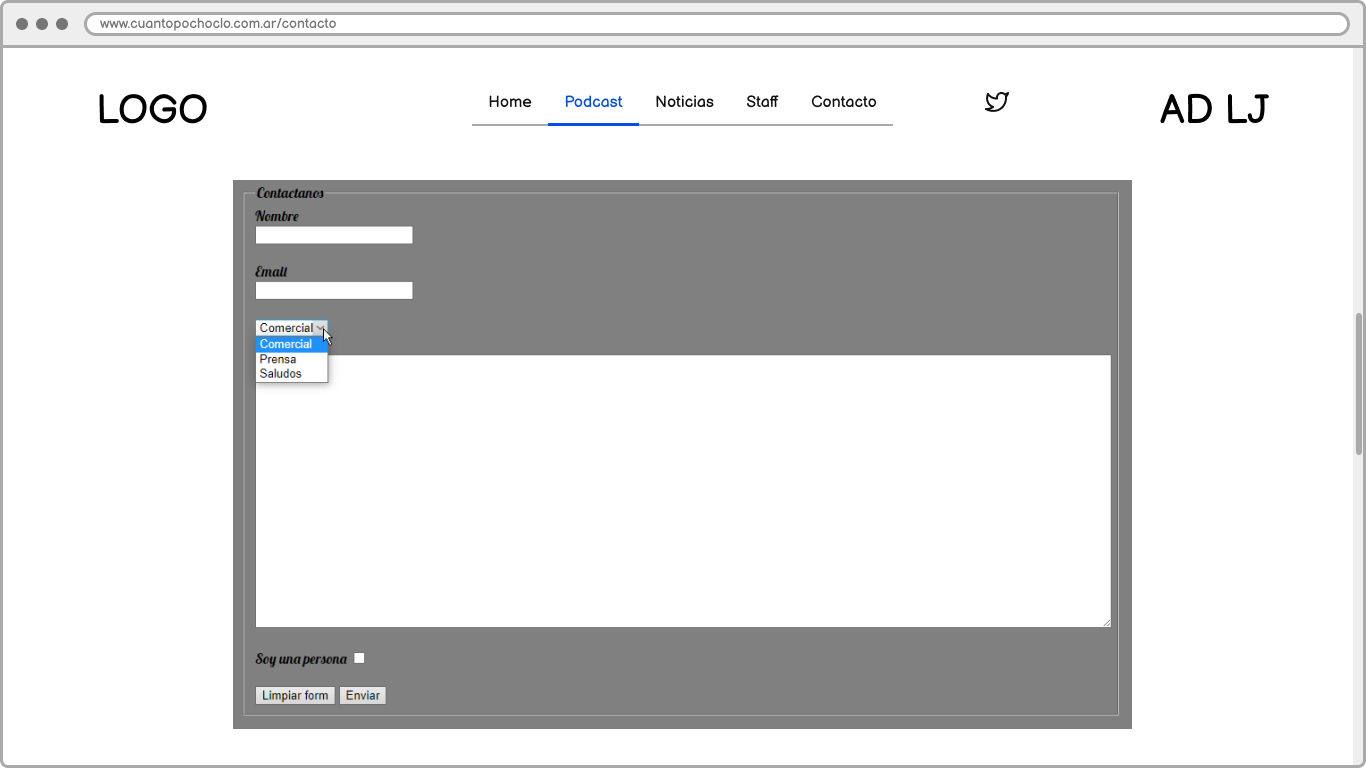 www.cuantopochoclo.com.ar/contacto
LOGO
Home Podcast Noticias Staff Contacto
AD LJ
Contactanos
Nombre
Email
Comercial
Comercial
Prensa
Saludos
Soy una persona
Limpiar form Enviar